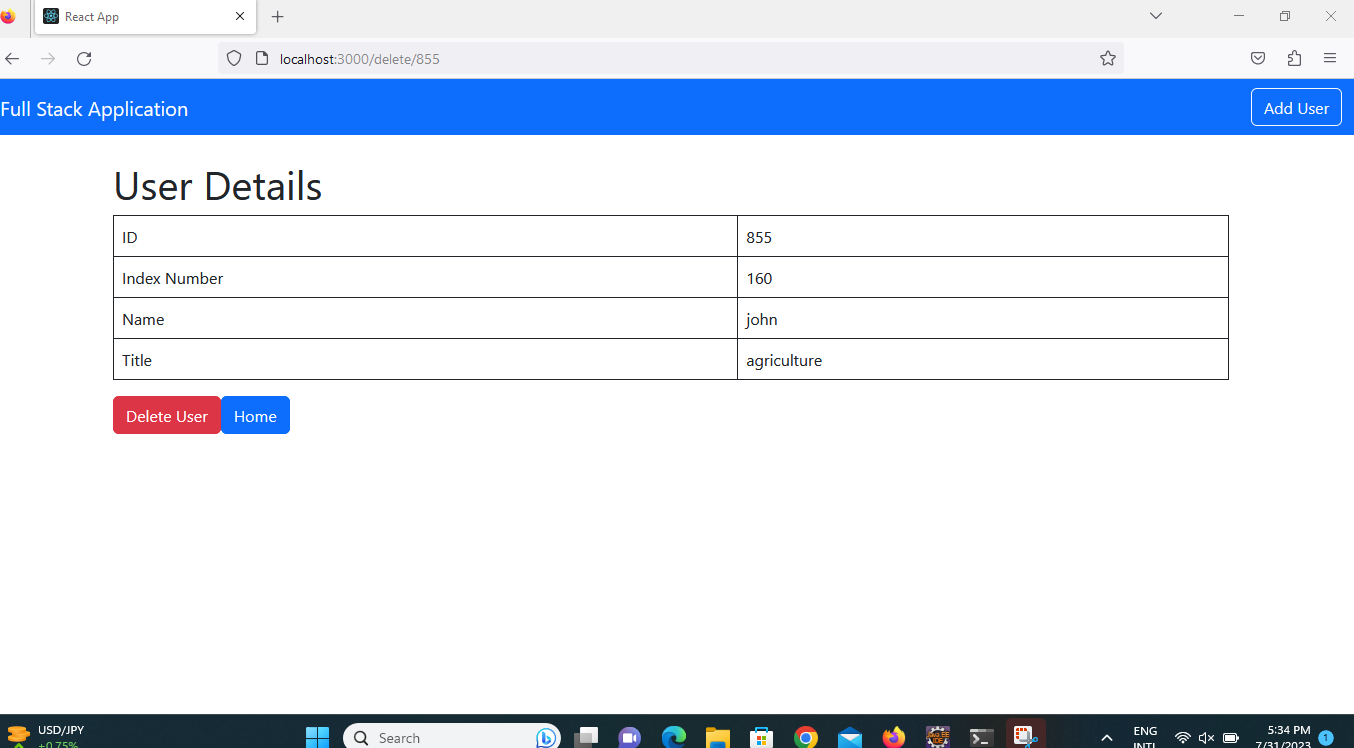 React App
localhost:3000/delete/855
Full Stack Application
Add User
User Details
ID 855
Index Number 160
Name john
Title agriculture
Delete User Home
USD/JPY
+0.75%
Search
ENG
INTL
5:34 PM
7/31/2023
1